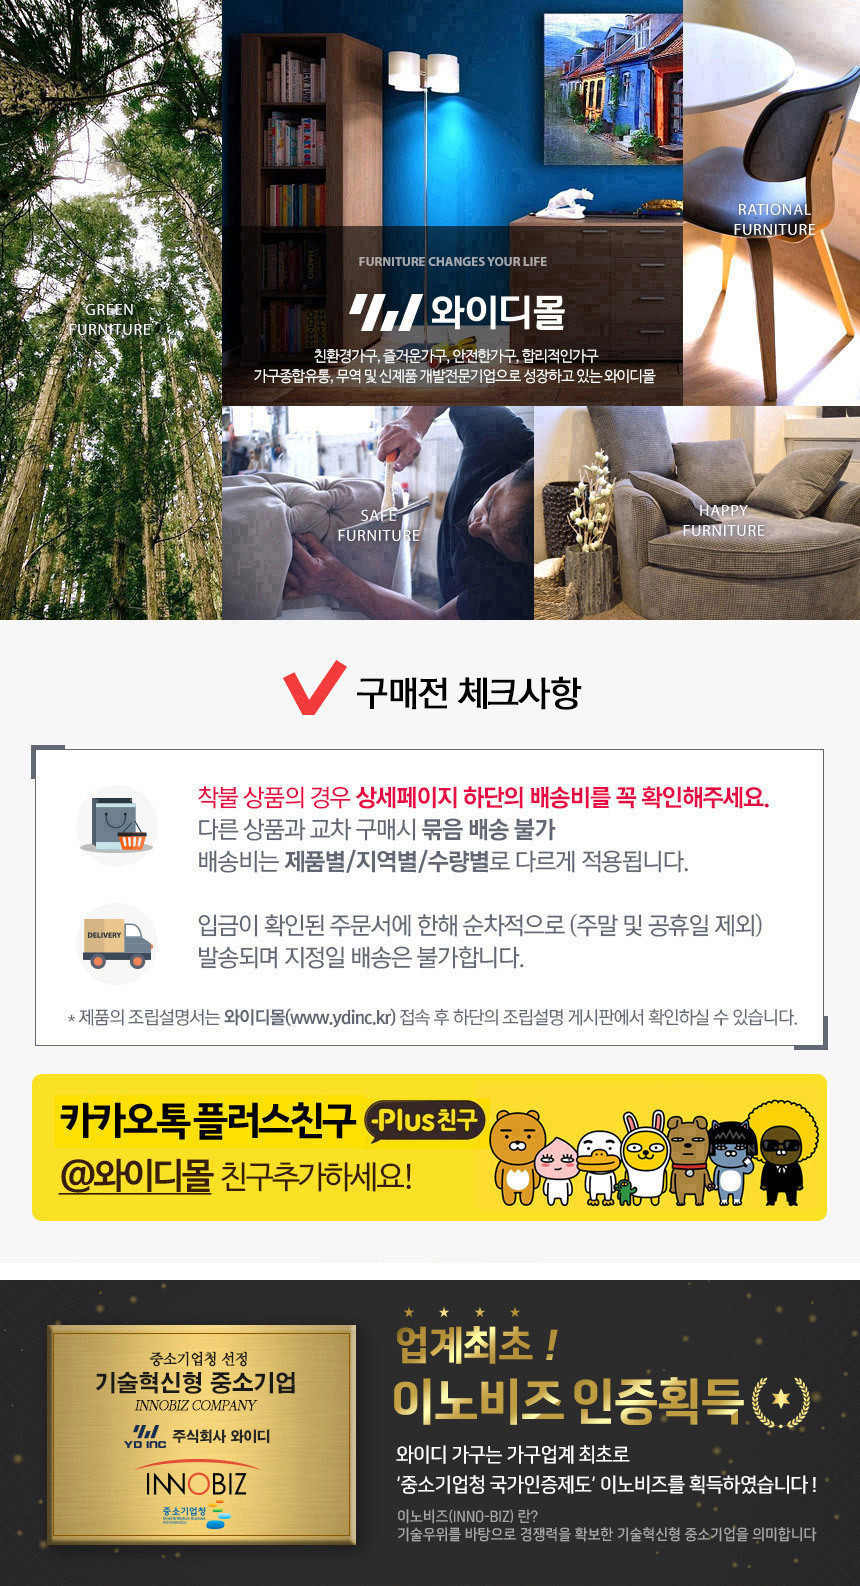 GREEN
FURNITURE
FURNITURE CHANGES YOUR LIFE
와이디몰
친환경가구, 즐거운가구, 안전한가구, 합리적인가구
가구종합유통, 무역 및 신제품 개발전문기업으로 성장하고 있는 와이디몰
RATIONAL
FURNITURE
SAFE
FURNITURE
HAPPY
FURNITURE
구매전 체크사항
착불 상품의 경우 상세페이지 하단의 배송비를 꼭 확인해주세요.
다른 상품과 교차 구매시 묶음 배송 불가
배송비는 제품별/지역별/수량별로 다르게 적용됩니다.
DELIVERY
입금이 확인된 주문서에 한해 순차적으로 (주말 및 공휴일 제외)
발송되며 지정일 배송은 불가합니다.
* 제품의 조립설명서는 와이디몰(www.ydinc.kr) 접속 후 하단의 조립설명 게시판에서 확인하실 수 있습니다.
카카오톡 플러스친구 Plus친구
@와이디몰 친구추가하세요!
중소기업청 선정
기술혁신형 중소기업
INNOBIZ COMPANY
YD INC 주식회사 와이디
INNOBIZ
중소기업청
Small & Medium Business
Administration
업계최초 !
이노비즈 인증획득
와이디 가구는 가구업계 최초로
'중소기업청 국가인증제도' 이노비즈를 획득하였습니다 !
이노비즈(INNO-BIZ) 란?
기술우위를 바탕으로 경쟁력을 확보한 기술혁신형 중소기업을 의미합니다